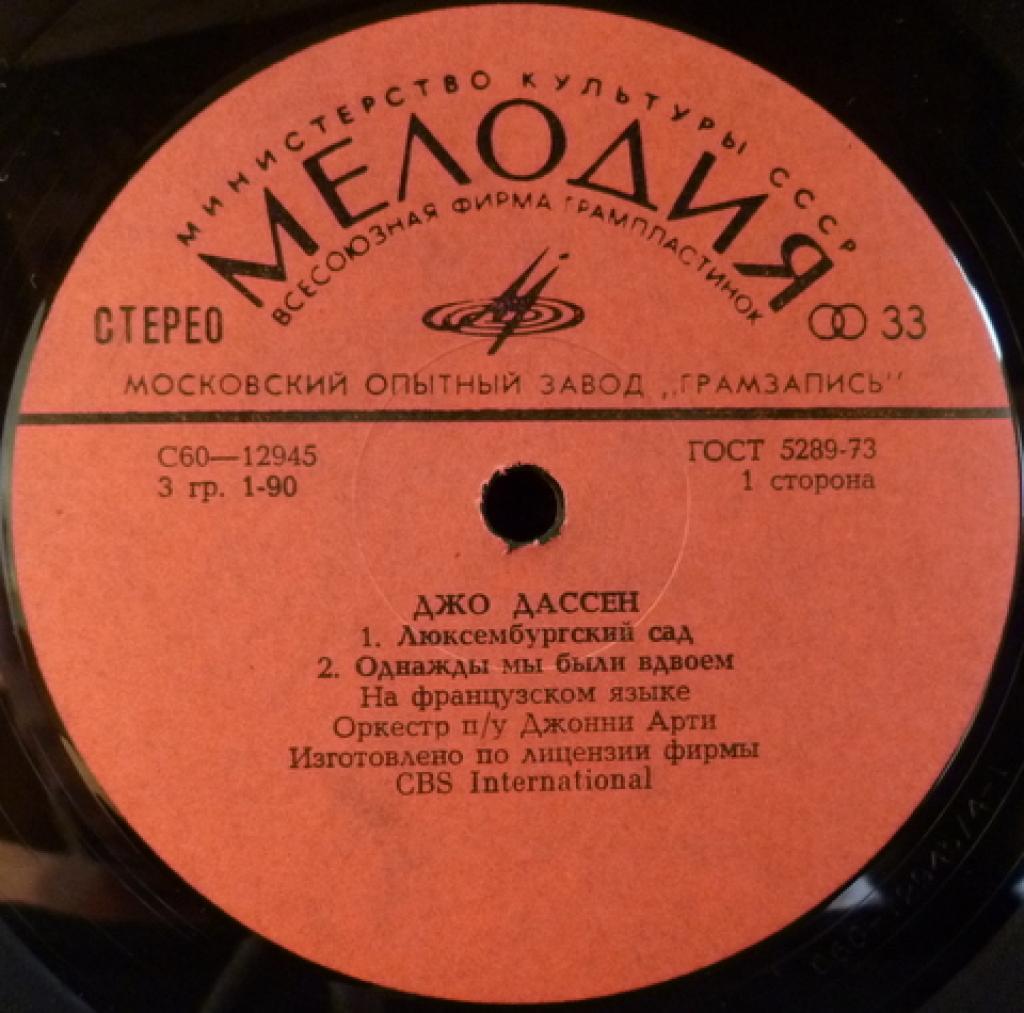 МИНИСТЕРСТВО КУЛЬТУРЫ СССР
МЕЛОДИЯ
ВСЕСОЮЗНАЯ ФИРМА ГРАМПЛАСТИНОК
СТЕРЕО
33
МОСКОВСКИЙ ОПЫТНЫЙ ЗАВОД „ГРАМЗАПИСЬ"
С60—12945
ГОСТ 5289-73
3 гр. 1-90
1 сторона
ДЖО ДАССЕН
1. Люксембургский сад
2. Однажды мы были вдвоем
На французском языке
Оркестр п/у Джонни Арти
Изготовлено по лицензии фирмы
CBS International